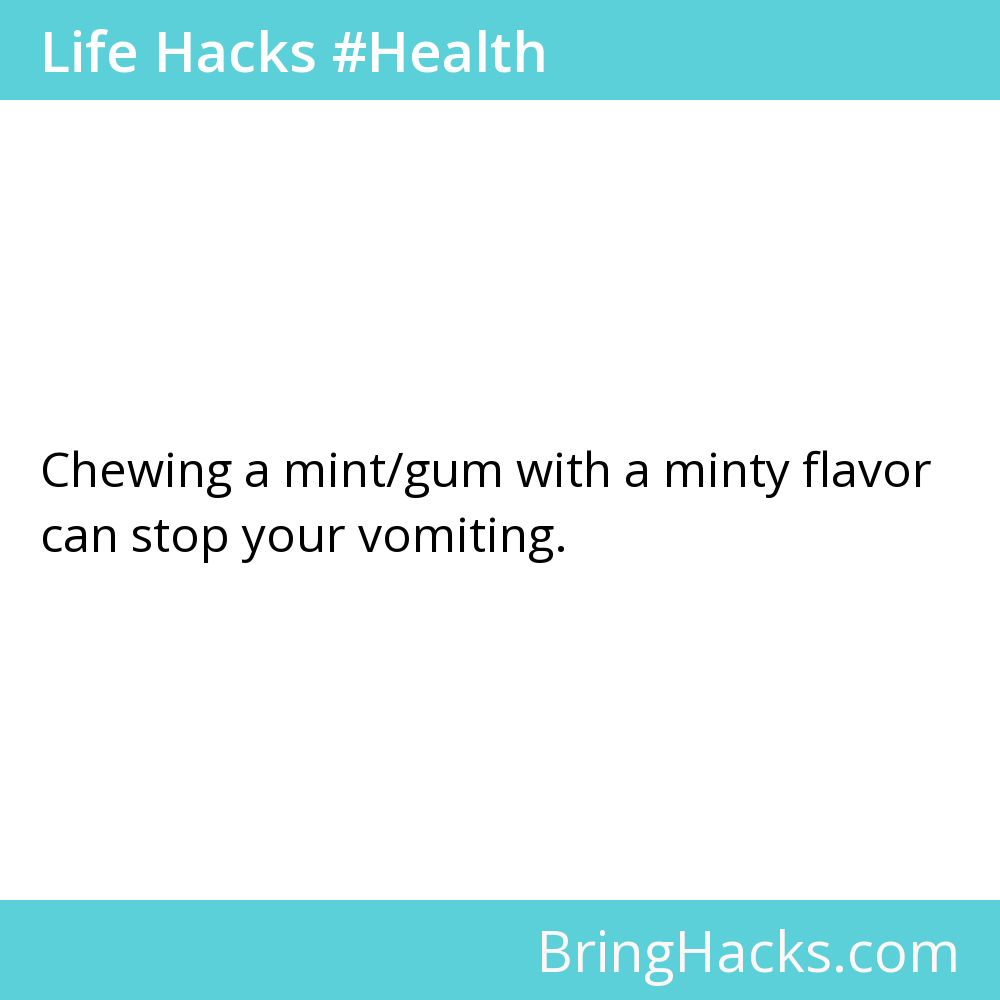 Life Hacks #Health
Chewing a mint/gum with a minty flavor
can stop your vomiting.
BringHacks.com